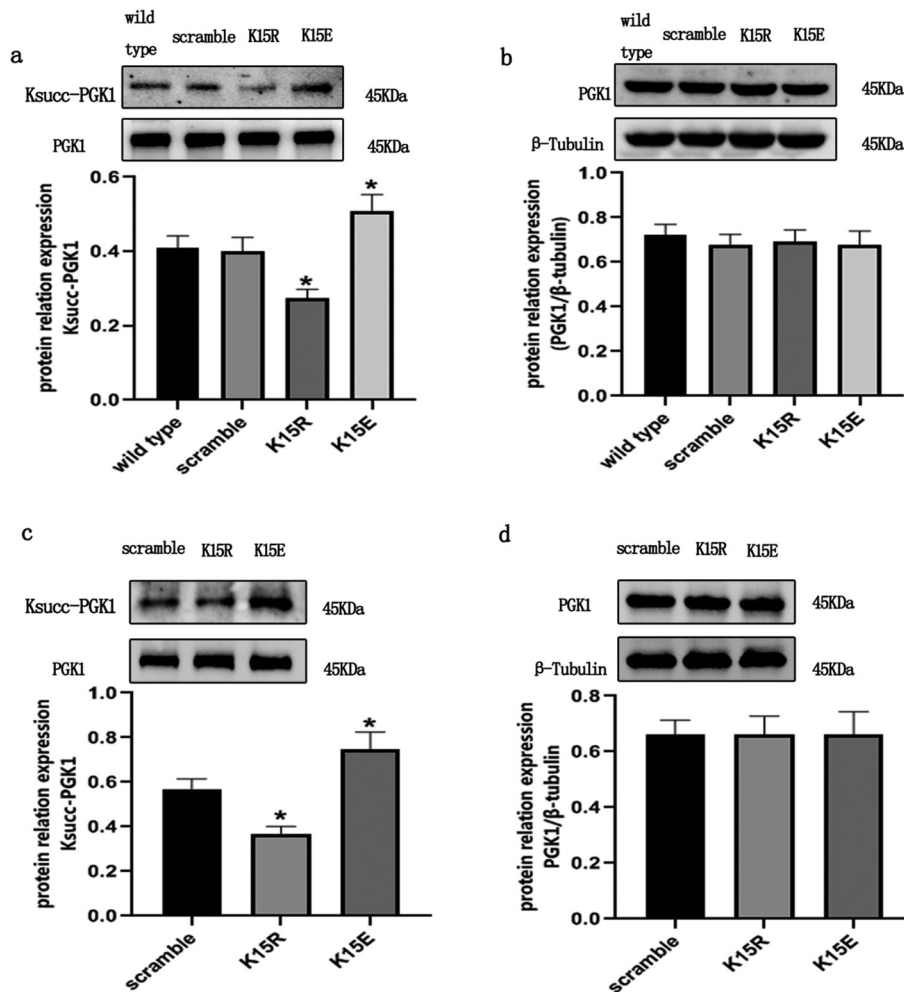 a
wild
type
scramble
K15R
K15E
Ksucc-PGK1
45KDa
PGK1
45KDa
protein relation expression
Ksucc-PGK1
0.6
0.4
0.2
0.0
*
*
wild type
scramble
K15R
K15E
b
wild
type
scramble
K15R
K15E
PGK1
45KDa
β-Tubulin
45KDa
protein relation expression
(PGK1/β-tubulin)
1.0
0.8
0.6
0.4
0.2
0.0
wild type
scramble
K15R
K15E
c
scramble
K15R
K15E
Ksucc-PGK1
45KDa
PGK1
45KDa
protein relation expression
Ksucc-PGK1
1.0
0.8
0.6
0.4
0.2
0.0
*
*
scramble
K15R
K15E
d
scramble
K15R
K15E
PGK1
45KDa
β-Tubulin
45KDa
protein relation expression
PGK1/β-tubulin
0.8
0.6
0.4
0.2
0.0
scramble
K15R
K15E